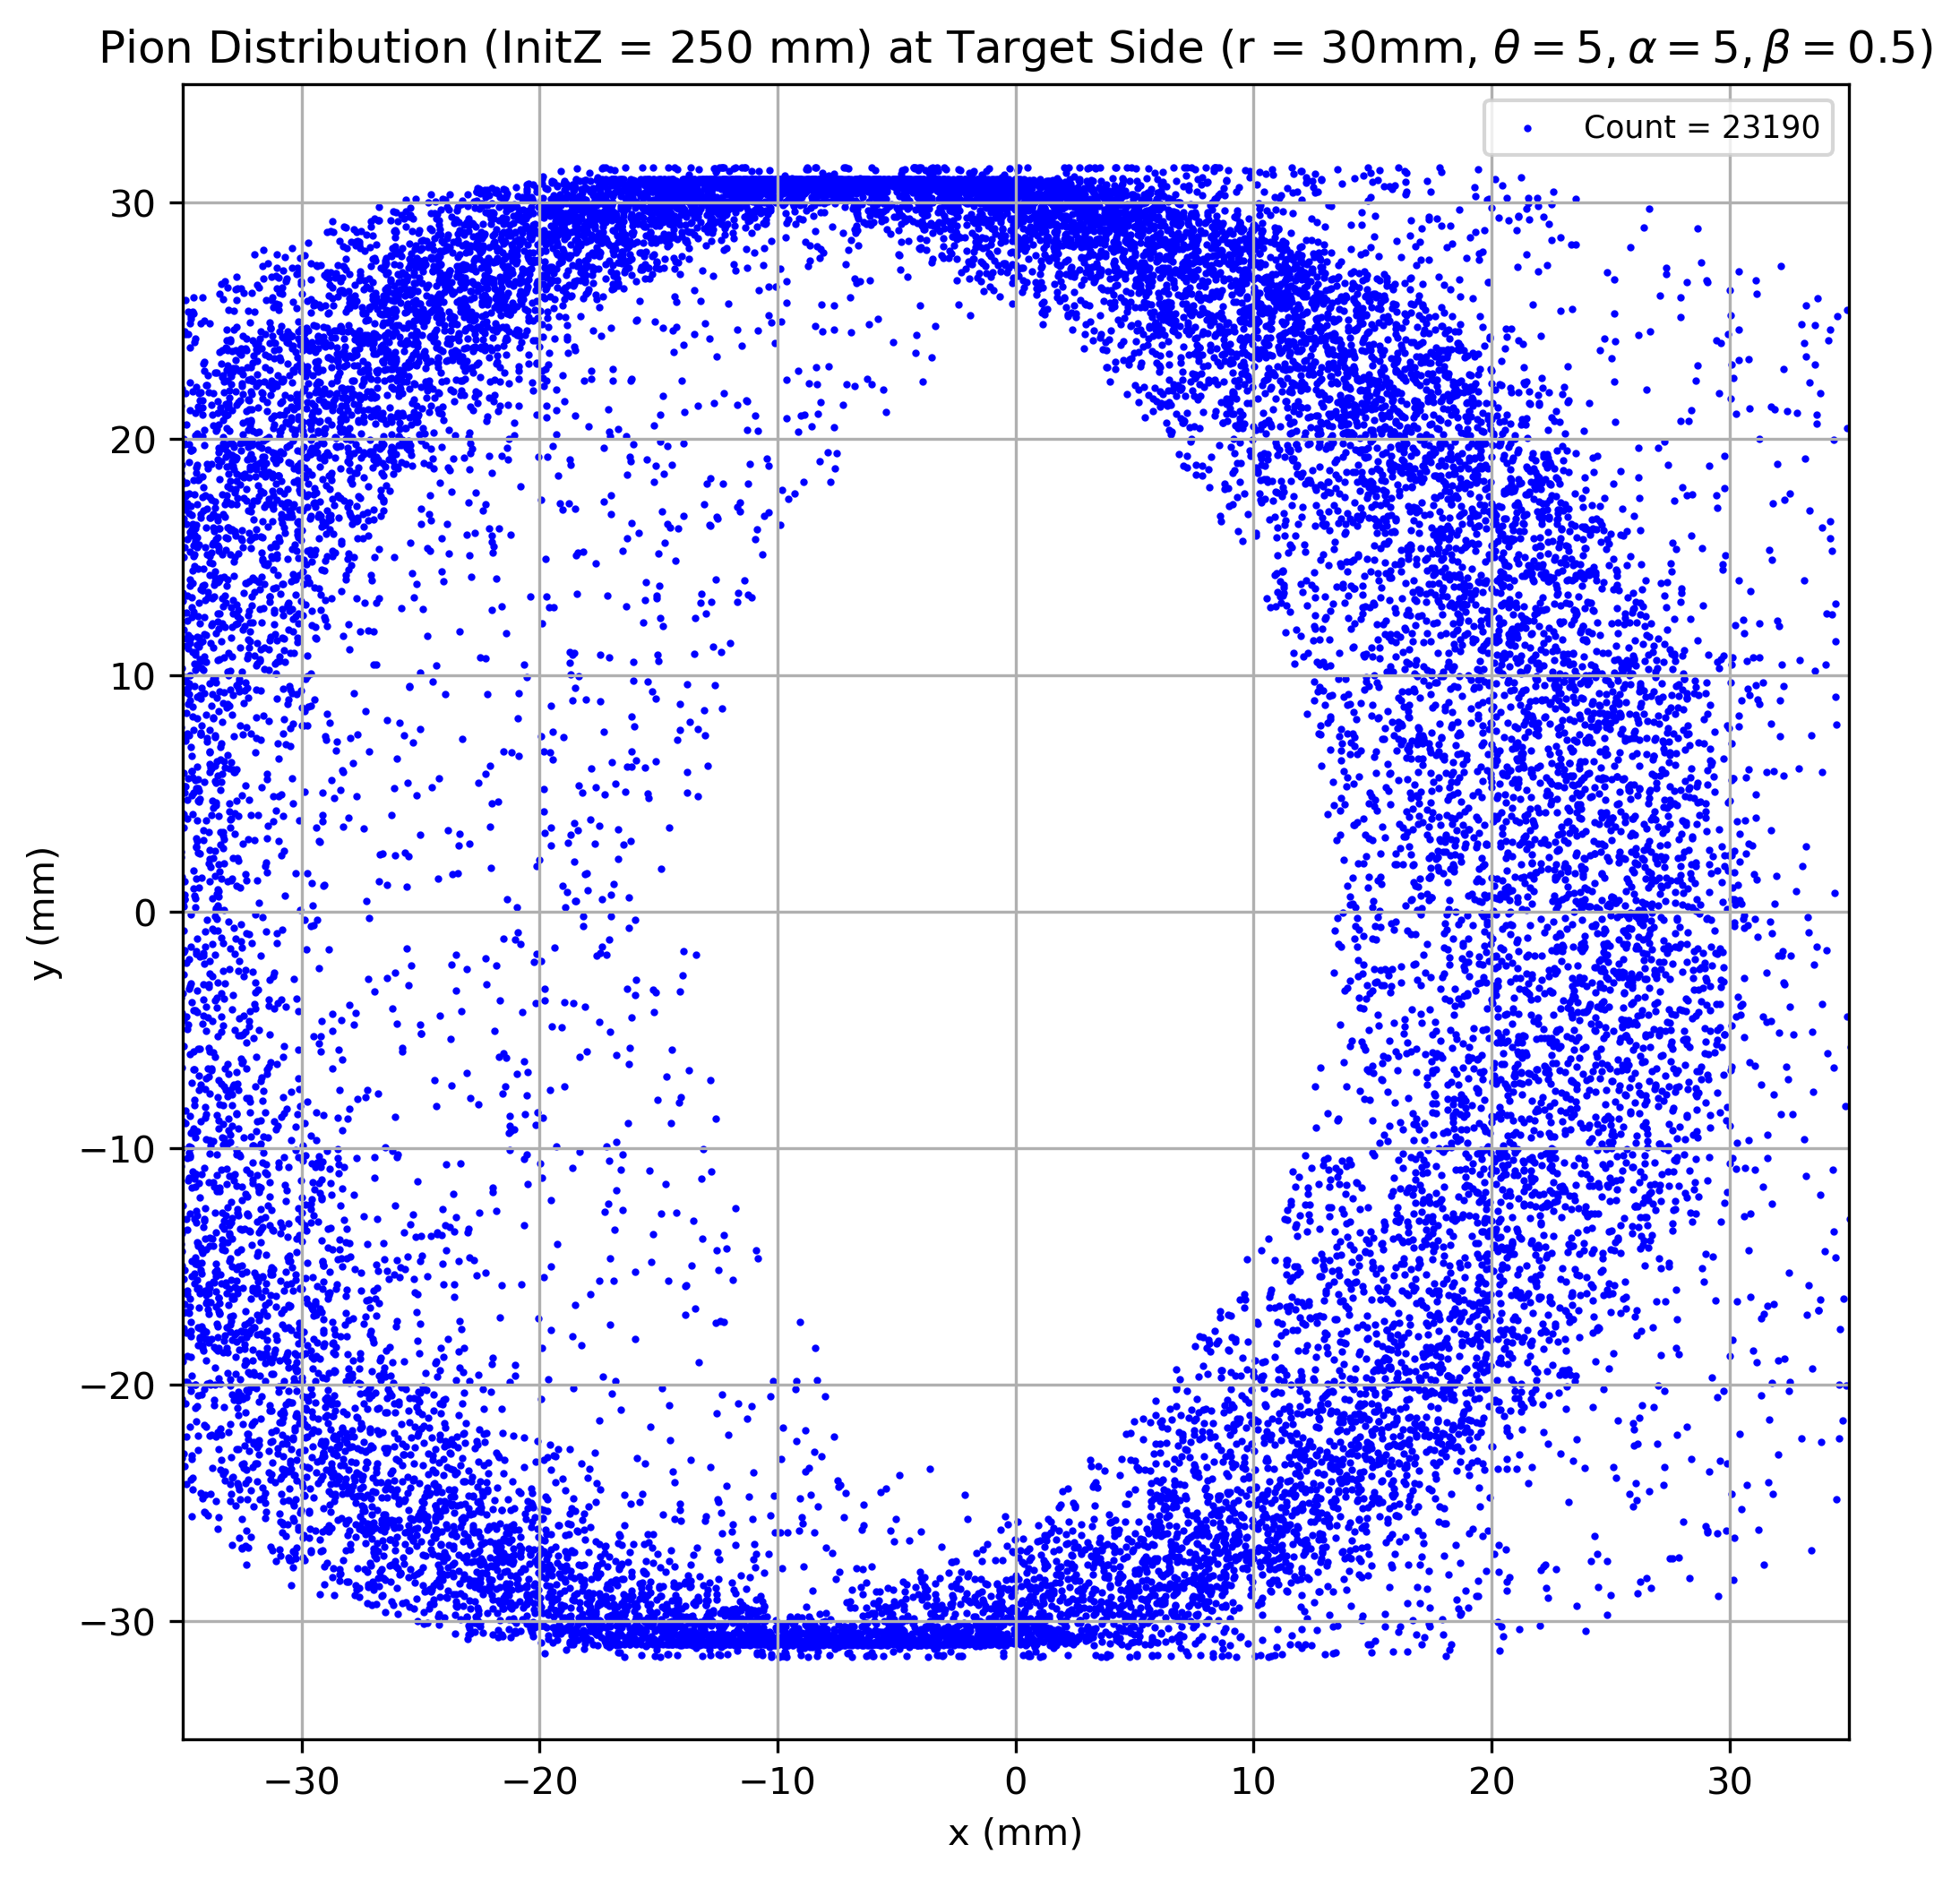 Pion Distribution (InitZ = 250 mm) at Target Side (r = 30mm, θ = 5, α = 5, β = 0.5)
Count = 23190
30
20
10
0
−10
−20
−30
y (mm)
−30 −20 −10 0 10 20 30
x (mm)